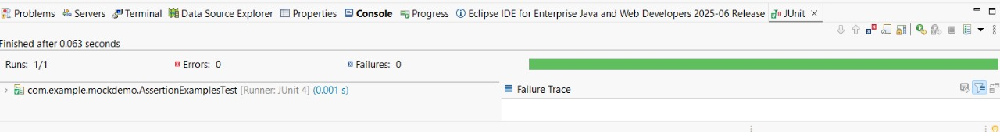 Problems Servers Terminal Data Source Explorer Properties Console Progress Eclipse IDE for Enterprise Java and Web Developers 2025-06 Release JUnit
Finished after 0.063 seconds
Runs: 1/1 Errors: 0 Failures: 0
com.example.mockdemo.AssertionExamplesTest [Runner: JUnit 4] (0.001 s)
Failure Trace